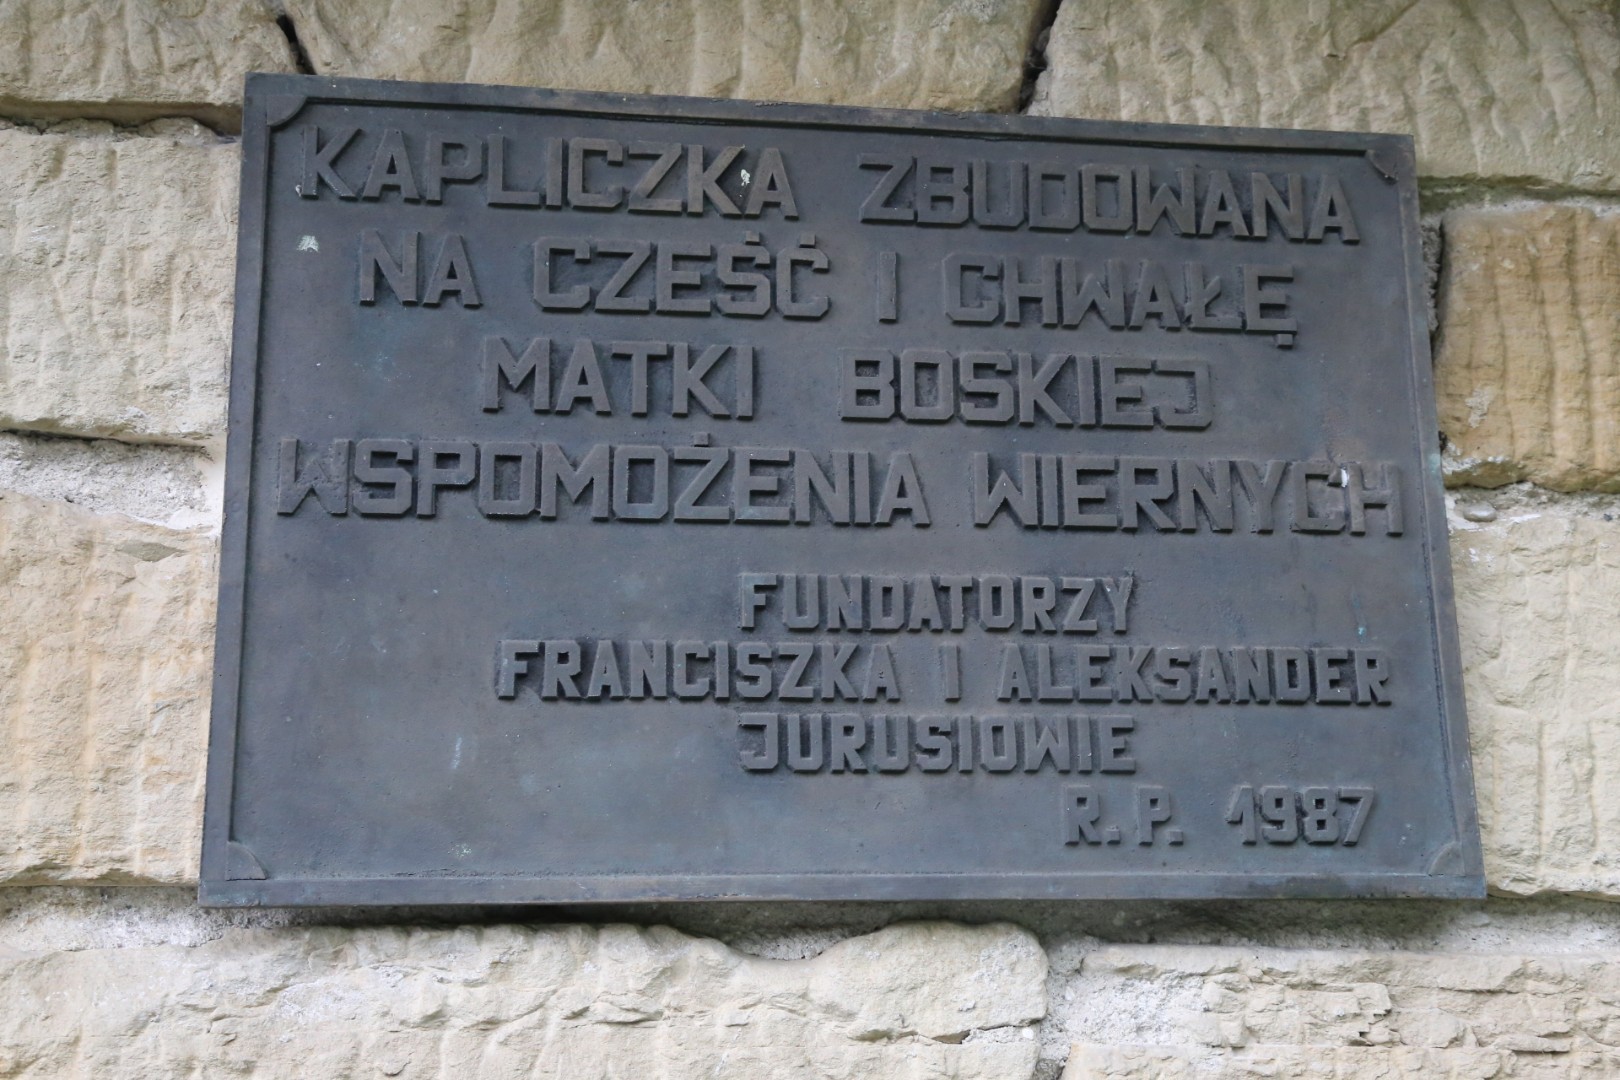 KAPLICZKA ZBUDOWANA
NA CZEŚĆ I CHWAŁĘ
MATKI BOSKIEJ
WSPOMOŻENIA WIERNYCH
FUNDATORZY
FRANCISZKA I ALEKSANDER
JURUSIOWIE
R.P. 1987